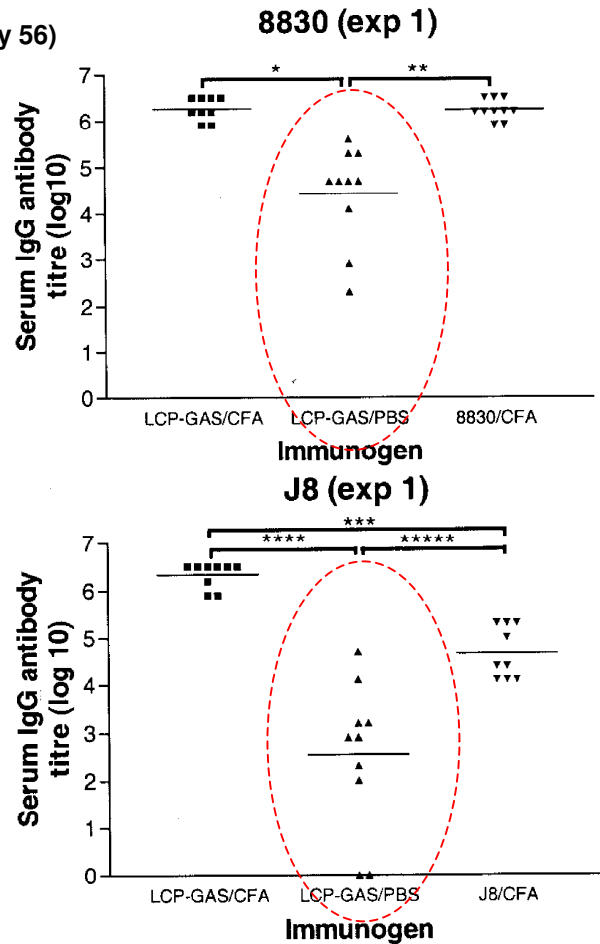 y 56)
8830 (exp 1)
* **
7
6
5
4
3
2
1
0
Serum IgG antibody
titre (log10)
LCP-GAS/CFA LCP-GAS/PBS 8830/CFA
Immunogen
J8 (exp 1)
***
**** *****
7
6
5
4
3
2
1
0
Serum IgG antibody
titre (log 10)
LCP-GAS/CFA LCP-GAS/PBS J8/CFA
Immunogen